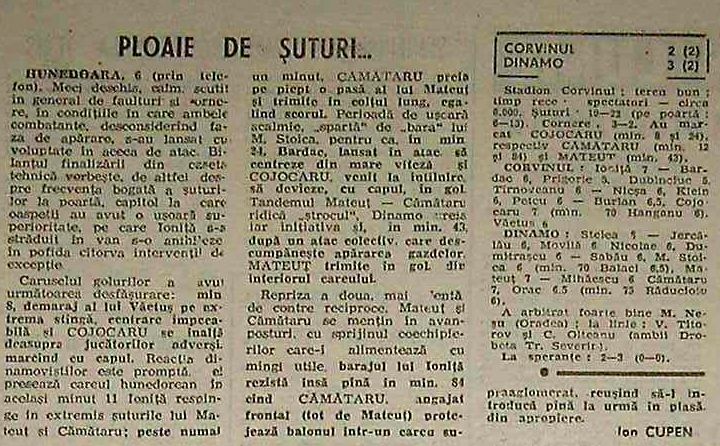 PLOAIE DE ȘUTURI...
HUNEDOARA, 6 (prin tele-
fon). Meci deschis, calm, scutit
în general de faulturi și
în condițiile în care ambele
combatante, desconsiderînd fa-
za de apărare, s-au lansat cu
voluptate în aceea de atac. Bi-
lanțul finalizării din caseta
tehnică vorbește, de altfel des-
pre frecvența bogată a șuturi-
lor la poartă, capitol la care
oaspeții au avut o ușoară su-
perioritate, pe care Ioniță s-a
străduit în van s-o
în pofida cîtorva intervenții de
excepție.
Caruselul golurilor a avut
următoarea desfășurare: min
8, demaraj al lui Văetuș pe ex-
trema stîngă, centrare impeca-
bilă și COJOCARU se înalță
deasupra jucătorilor adverși,
marcînd cu capul. Reacția di-
namoviștilor este promptă, ei
presează careul hunedorean în
același minut 11 Ioniță respin-
ge in extremis șuturile lui Ma-
teuț și Cămătaru; peste numai
un minut, CĂMĂTARU preia
pe piept o pasă al lui Mateuț
și trimite în colțul lung, ega-
lînd scorul. Perioadă de ușoară
acalmie, „spartă" de „bara" lui
M. Stoica, pentru ca, în min
24, Bardac, lansat în atac, să
centreze din mare viteză și
COJOCARU, venit la întîlnire,
să devieze, cu capul, în gol.
Tandemul Mateuț — Cămătaru
ridică „ștrocul", Dinamo preia
iar inițiativa și, în min. 43,
după un atac colectiv, care des-
cumpănește apărarea gazdelor,
MATEUȚ trimite în gol, din
interiorul careului.
Repriza a doua, mai lentă
de contre reciproce. Mateuț și
Cămătaru se mențin în avan-
posturi, cu sprijinul coechipie-
rilor care-i alimentează cu
mingi utile, barajul lui Ioniță
rezistă însă pînă în min. 84
cînd CĂMĂTARU, angajat
frontal (tot de Mateuț) prote-
jează balonul într-un careu su-
CORVINUL 2 (2)
DINAMO 3 (2)
Stadion Corvinul; teren bun;
timp rece; spectatori — circa
6.000. Șuturi: 19—23 (pe poartă:
6—13). Cornere: 3—2. Au mar-
cat COJOCARU (min. 8 și 24),
respectiv CĂMĂTARU (min. 12
și 84) și MATEUȚ (min. 43).
CORVINUL: Ioniță 7 — Bar-
dac 6, Prigorie 5, Dubinciuc 5,
Tîrnoveanu 6 — Nicșa 6, Klein
6, Petcu 6 — Burlan 6,5, Cojo-
caru 7 (min. 70 Hanganu 6),
Văetuș 6
DINAMO: Stelea 5 — Jercă-
lău 6, Movilă 6 Nicolae 6, Du-
mitrașcu 6 — Sabău 6, M. Stoi-
ca 6 (min. 70 Balaci 6,5), Ma-
teuț 7 — Mihăescu 6 Cămătaru
7, Orac 6,5 (min. 75 Răducioiu
6).
A arbitrat foarte bine M. Ne-
șu (Oradea); la linie: V. Tito-
rov și C. Olteanu (ambii Dro-
beta Tr. Severin).
La speranțe: 2—3 (0—0).
praaglomerat, reușind să-l in-
troducă pînă la urmă în plasă,
din apropiere.
Ion CUPEN